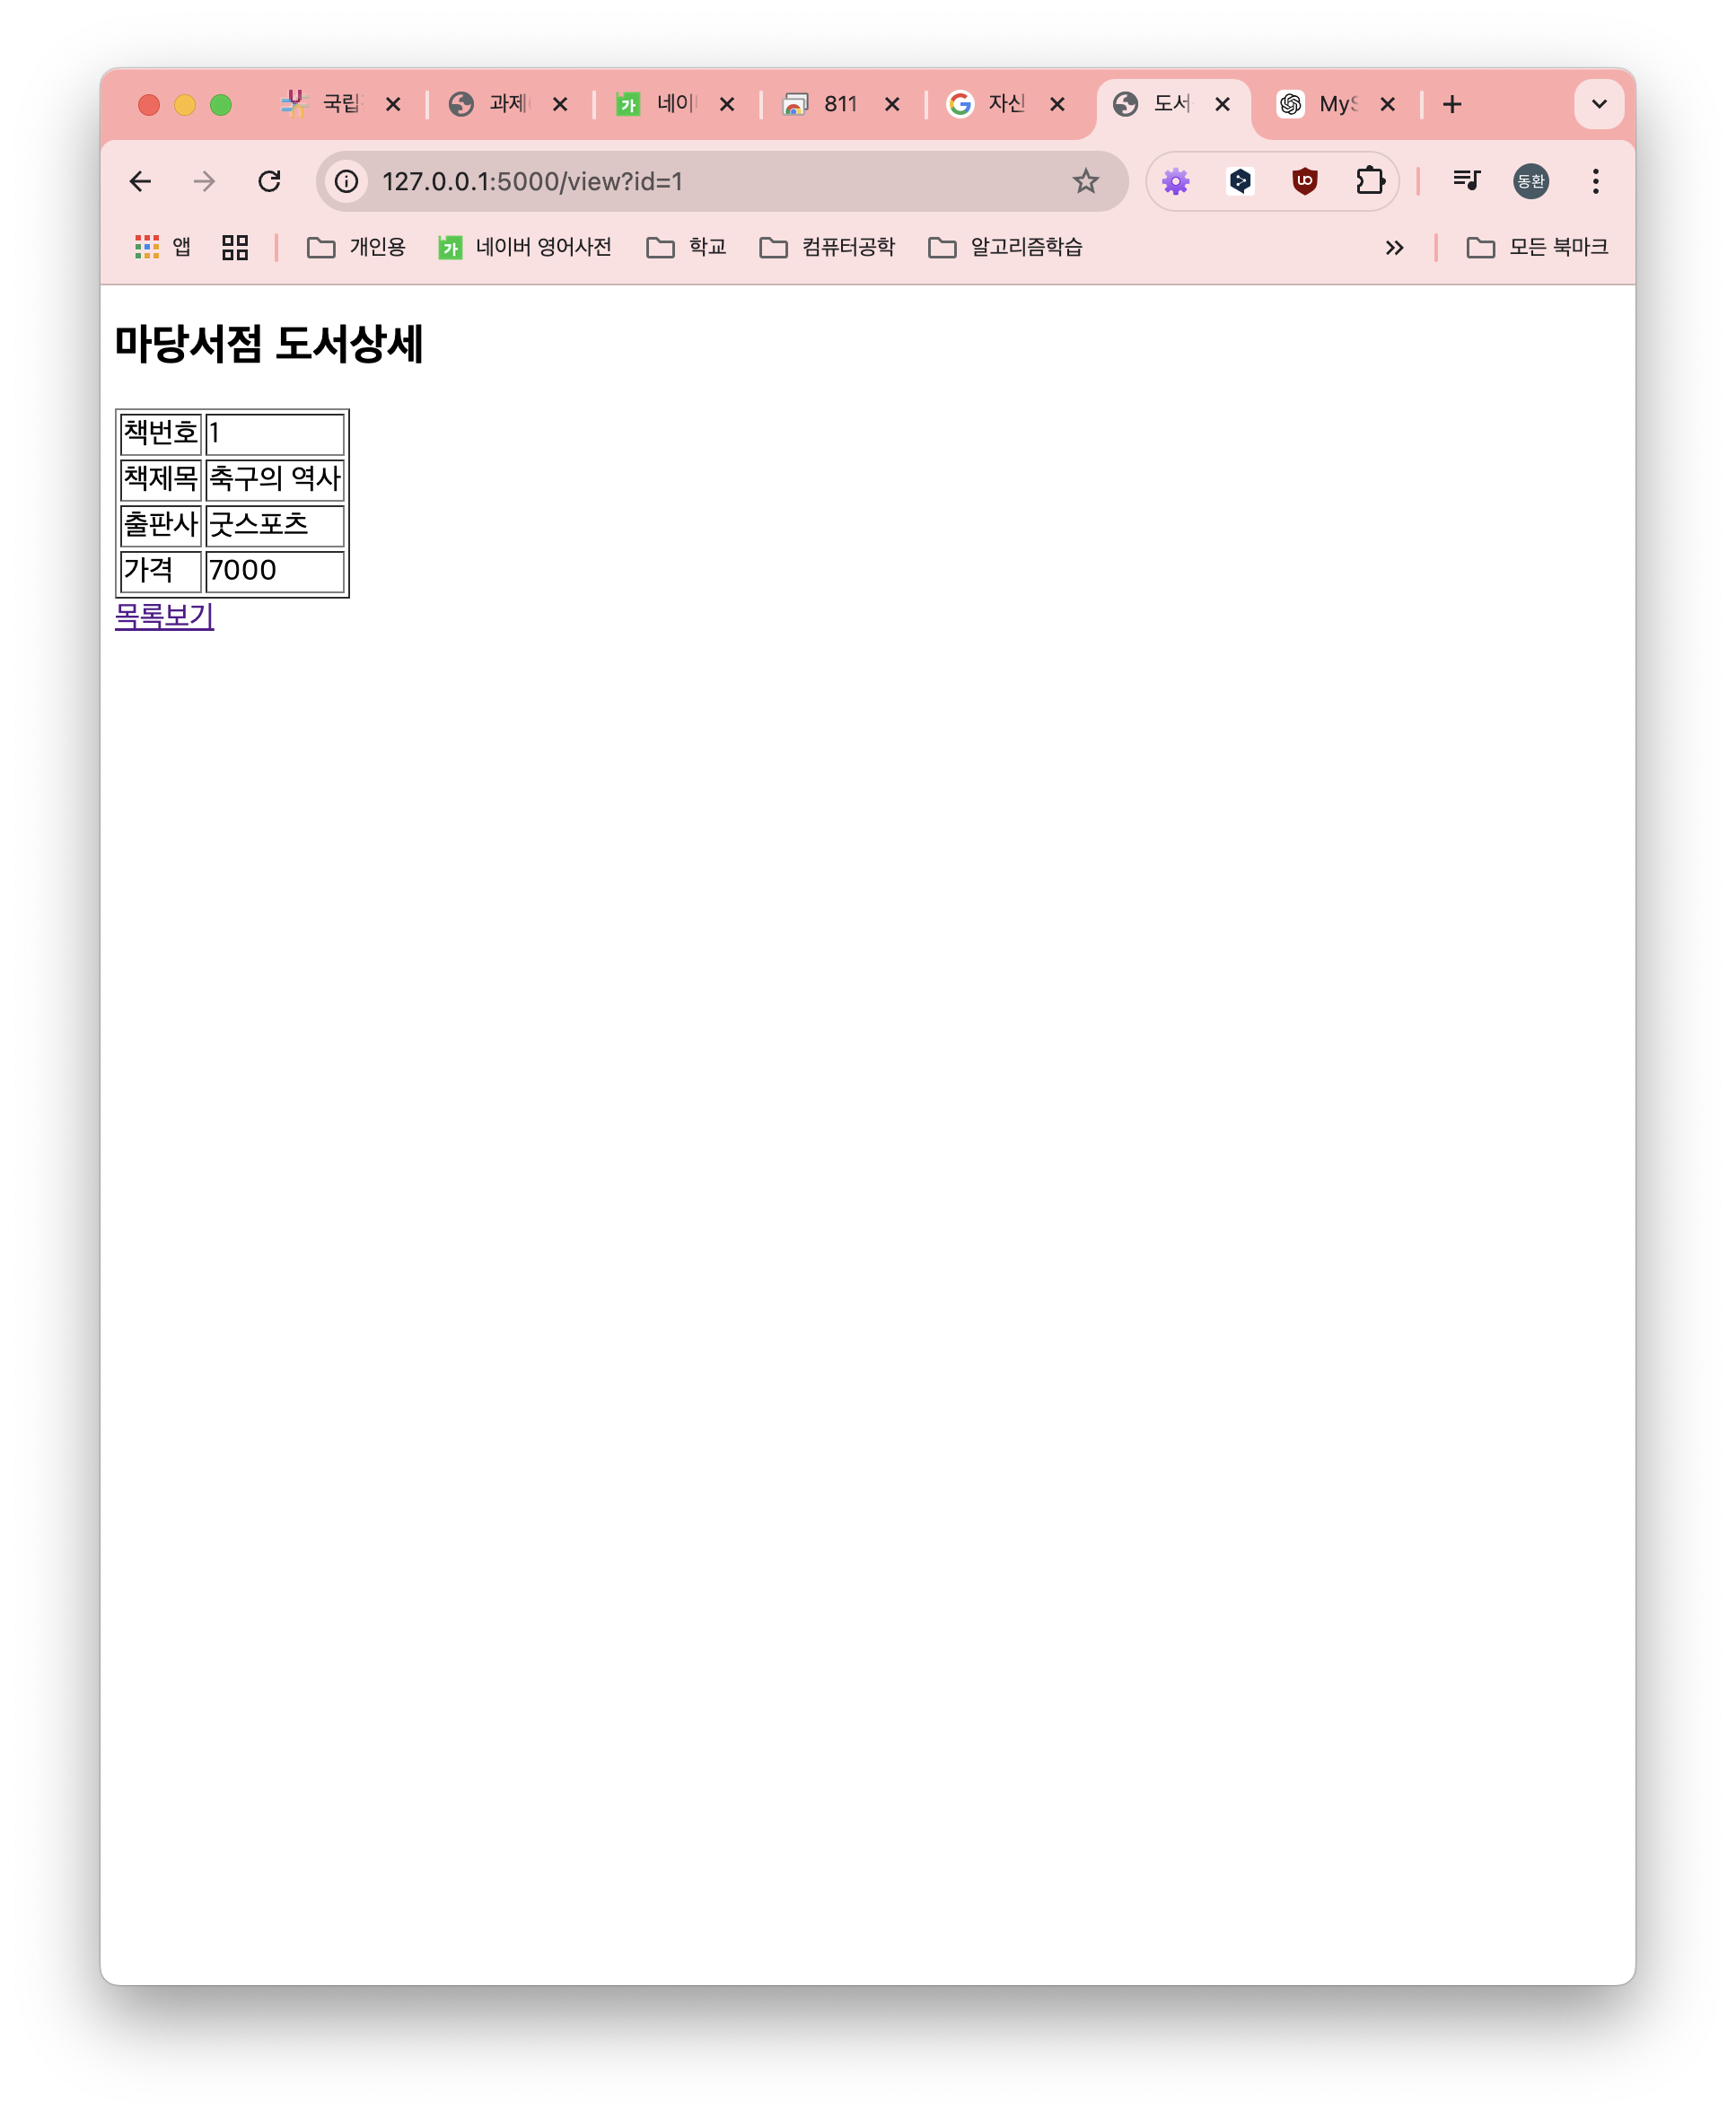 국립 과제 네이 811 자신 도서 MyS
127.0.0.1:5000/view?id=1 동환
앱 개인용 가 네이버 영어사전 학교 컴퓨터공학 알고리즘학습 모든 북마크
마당서점 도서상세
책번호 1
책제목 축구의 역사
출판사 굿스포츠
가격 7000
목록보기